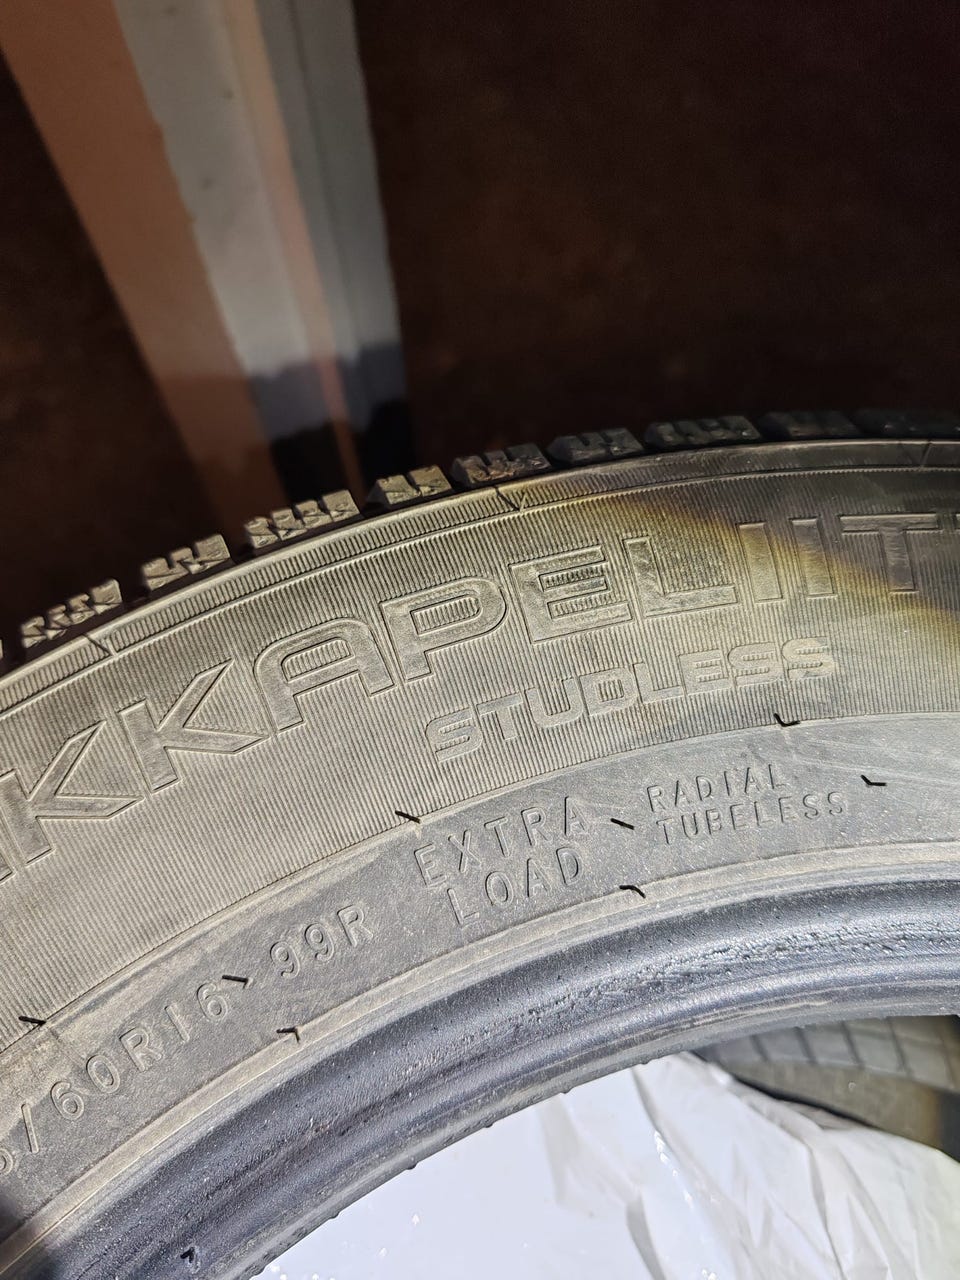 KKAPELIIT
STUDLESS
/60R16 99R
EXTRA
LOAD
RADIAL
TUBELESS